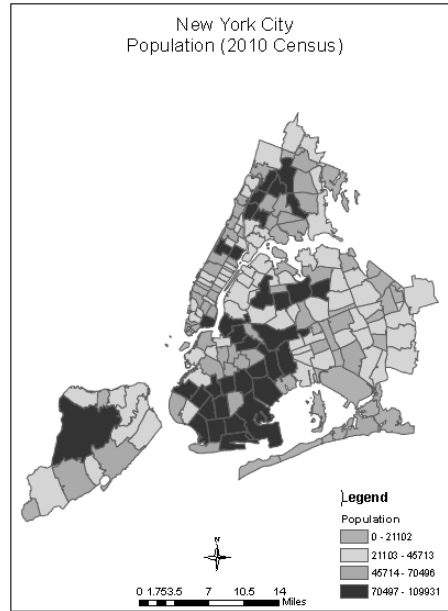 New York City
Population (2010 Census)
Legend
Population
0 - 21102
21103 - 45713
45714 - 70496
70497 - 109931
0 1.753.5 7 10.5 14
Miles